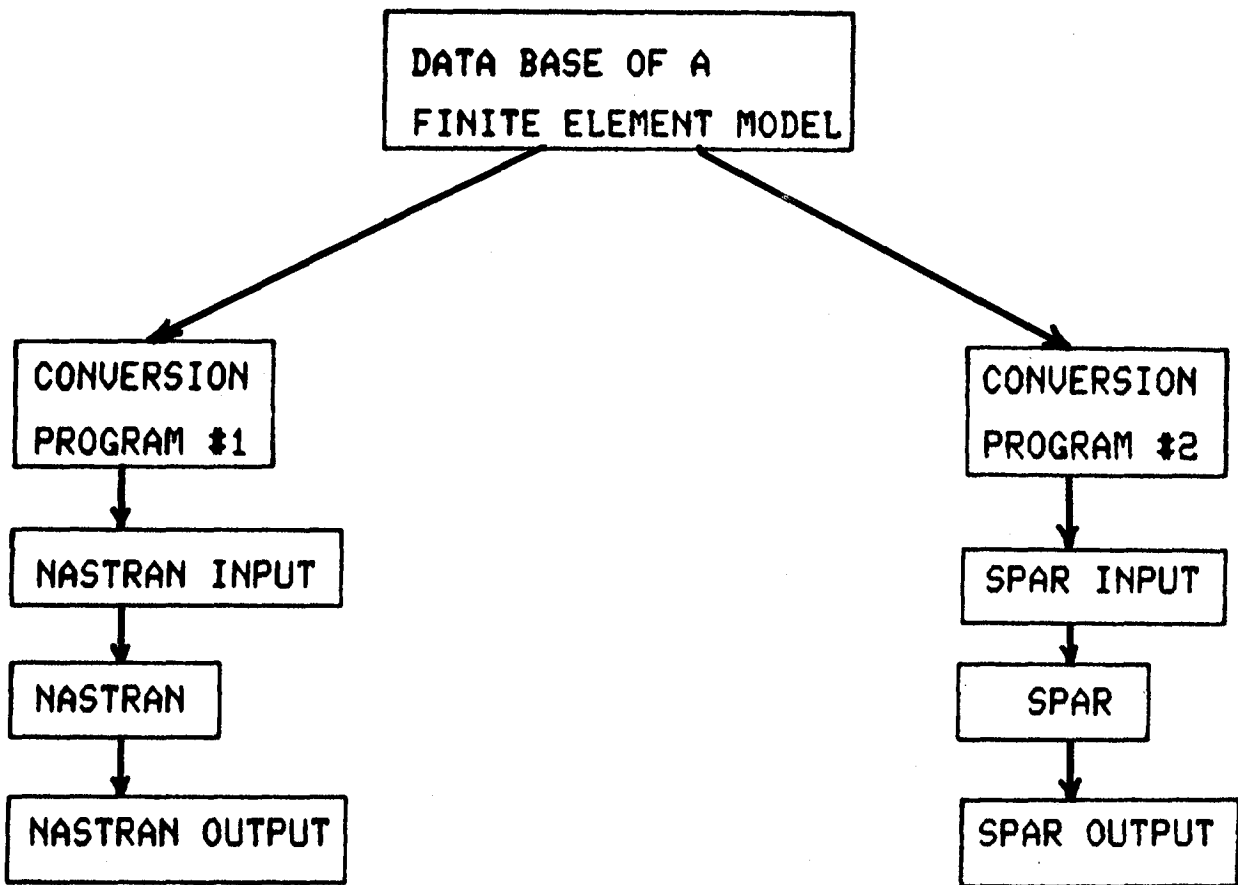 DATA BASE OF A
FINITE ELEMENT MODEL
CONVERSION
PROGRAM #1
NASTRAN INPUT
NASTRAN
NASTRAN OUTPUT
CONVERSION
PROGRAM #2
SPAR INPUT
SPAR
SPAR OUTPUT